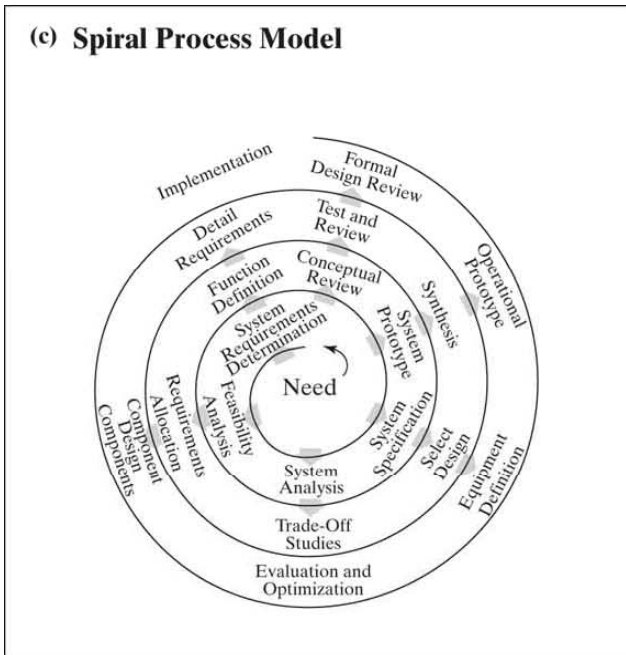 (c) Spiral Process Model
Need
System
Requirements
Determination
Feasibility
Analysis
System
Analysis
System
Specification
System
Prototype
Conceptual
Review
Function
Definition
Requirements
Allocation
Trade-Off
Studies
Select
Design
Synthesis
Test and
Review
Detail
Requirements
Component
Design
Components
Evaluation and
Optimization
Equipment
Definition
Operational
Prototype
Formal
Design Review
Implementation